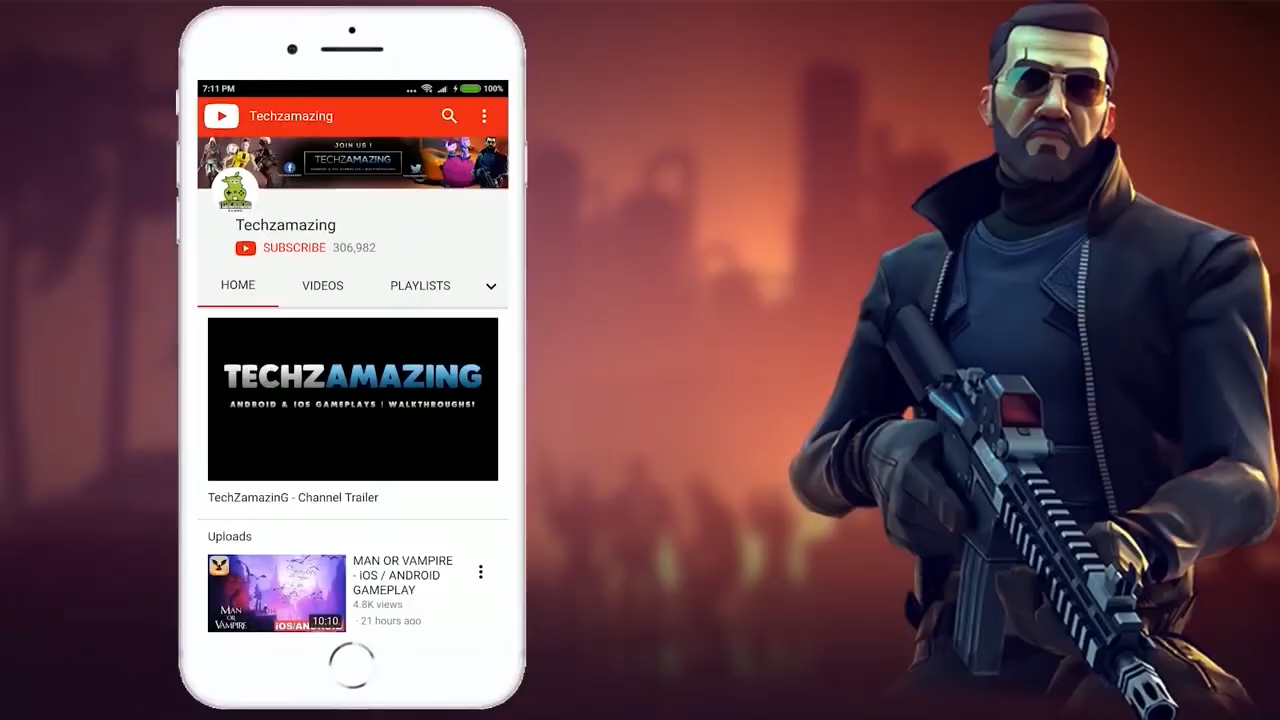 7:11 PM
100%
Techzamazing
JOIN US !
TECHZAMAZING
Techzamazing
SUBSCRIBE 306,982
HOME
VIDEOS
PLAYLISTS
TECHZAMAZING
ANDROID & IOS GAMEPLAYS | WALKTHROUGHS!
TechZamazinG - Channel Trailer
Uploads
MAN OR VAMPIRE
- iOS / ANDROID
GAMEPLAY
4.8K views
· 21 hours ago
MAN
OR
VAMPIRE
10:10